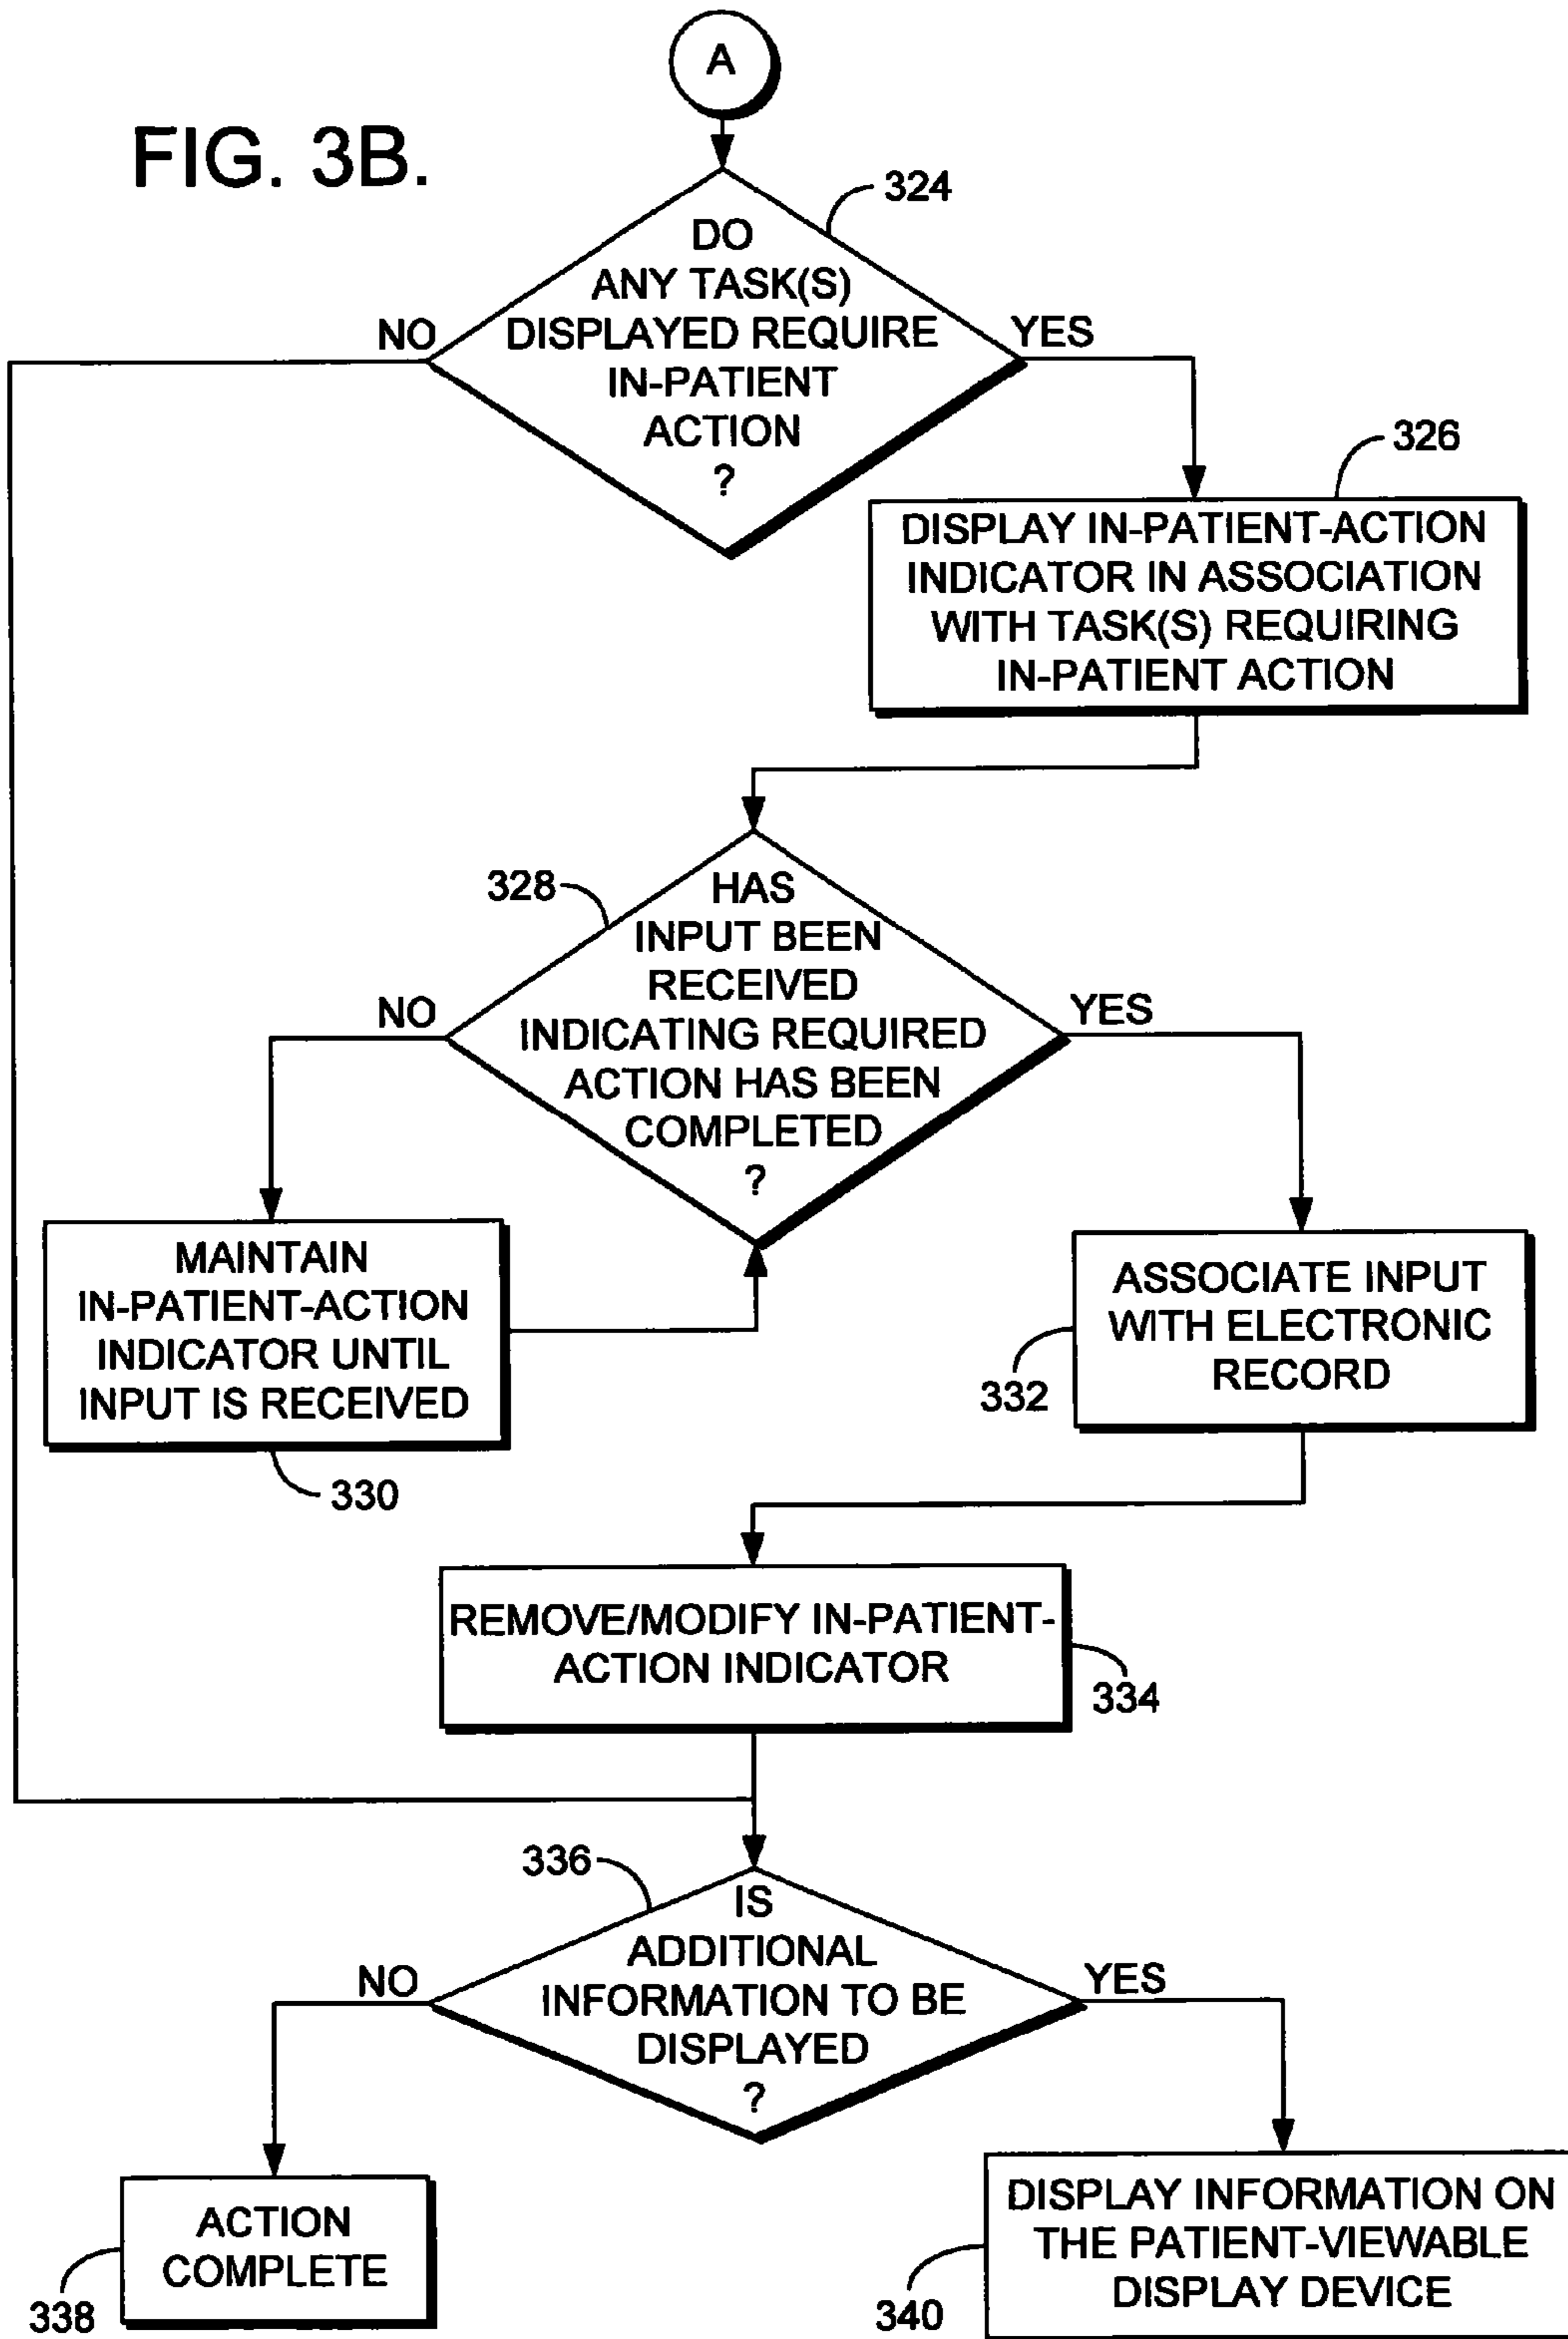 A
FIG. 3B.
324
DO
ANY TASK(S)
DISPLAYED REQUIRE
IN-PATIENT
ACTION
?
NO
YES
326
DISPLAY IN-PATIENT-ACTION
INDICATOR IN ASSOCIATION
WITH TASK(S) REQUIRING
IN-PATIENT ACTION
328
HAS
INPUT BEEN
RECEIVED
INDICATING REQUIRED
ACTION HAS BEEN
COMPLETED
?
NO
YES
MAINTAIN
IN-PATIENT-ACTION
INDICATOR UNTIL
INPUT IS RECEIVED
330
ASSOCIATE INPUT
WITH ELECTRONIC
RECORD
332
REMOVE/MODIFY IN-PATIENT-
ACTION INDICATOR
334
336
IS
ADDITIONAL
INFORMATION TO BE
DISPLAYED
?
NO
YES
ACTION
COMPLETE
338
DISPLAY INFORMATION ON
THE PATIENT-VIEWABLE
DISPLAY DEVICE
340